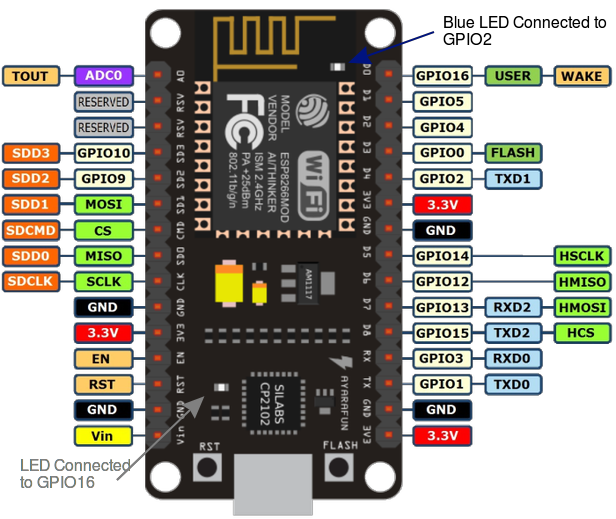 Blue LED Connected to
GPIO2
TOUT ADC0
RESERVED
RESERVED
SDD3 GPIO10
SDD2 GPIO9
SDD1 MOSI
SDCMD CS
SDD0 MISO
SDCLK SCLK
GND
3.3V
EN
RST
GND
Vin
LED Connected
to GPIO16
A0
RSV
RSV
SD3
SD2
SD1
CMD
SD0
CLK
GND
3V3
EN
RST
GND
Vin
MODEL
VENDOR
ESP8266MOD
AI/THINKER
ISM 2.4GHz
PA +25dBm
802.11b/g/n
FC
Wi Fi
AM1117
SILABS
CP2102
AYARAFUN
RST
FLASH
D0
D1
D2
D3
D4
3V3
GND
D5
D6
D7
D8
RX
TX
GND
3V3
GPIO16 USER WAKE
GPIO5
GPIO4
GPIO0 FLASH
GPIO2 TXD1
3.3V
GND
GPIO14 HSCLK
GPIO12 HMISO
GPIO13 RXD2 HMOSI
GPIO15 TXD2 HCS
GPIO3 RXD0
GPIO1 TXD0
GND
3.3V